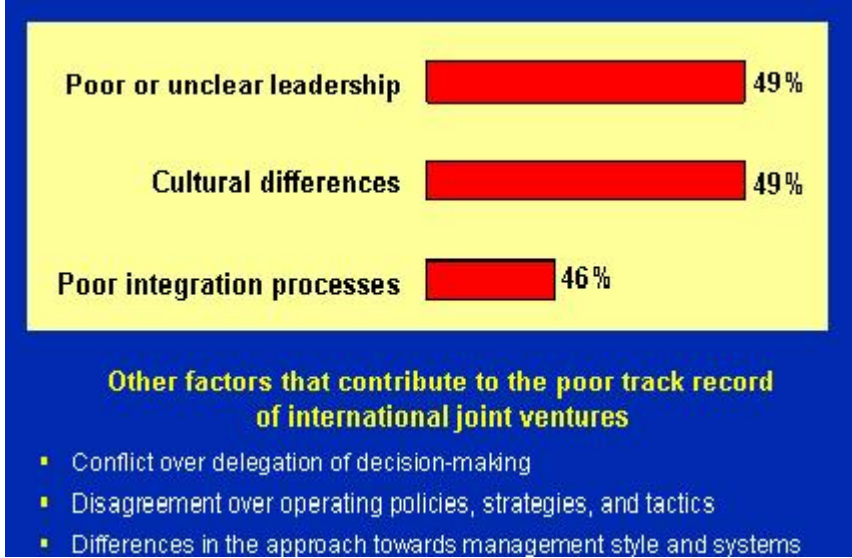 Poor or unclear leadership 49%
Cultural differences 49%
Poor integration processes 46%
Other factors that contribute to the poor track record
of international joint ventures
▪ Conflict over delegation of decision-making
▪ Disagreement over operating policies, strategies, and tactics
▪ Differences in the approach towards management style and systems